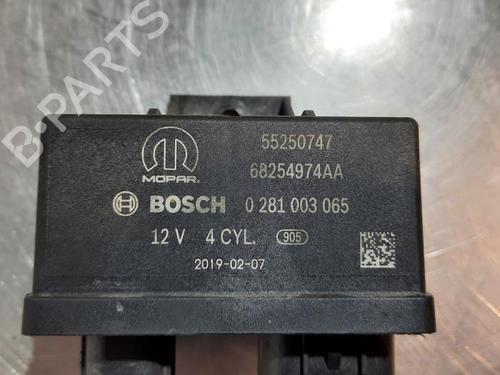 B-PARTS
55250747
MOPAR
68254974AA
BOSCH 0 281 003 065
12 V 4 CYL. 905
2019-02-07